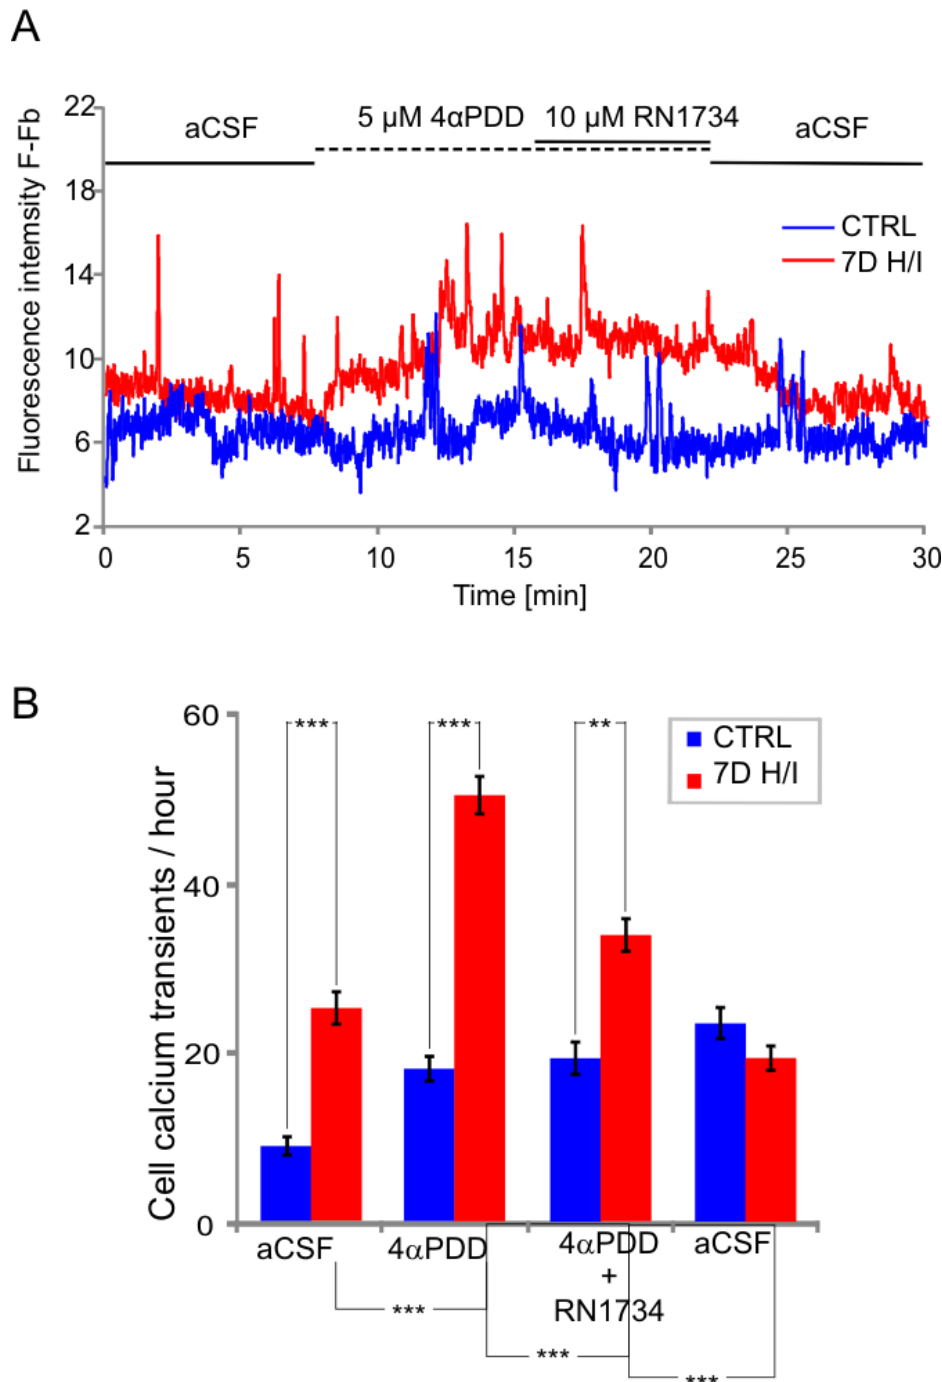 A
22
aCSF
5 µM 4αPDD
10 µM RN1734
aCSF
18
CTRL
7D H/I
14
10
6
2
Fluorescence intemsity F-Fb
0 5 10 15 20 25 30
Time [min]
B
60
***
***
**
CTRL
7D H/I
40
20
0
Cell calcium transients / hour
aCSF
4αPDD
4αPDD
+
RN1734
aCSF
***
***
***